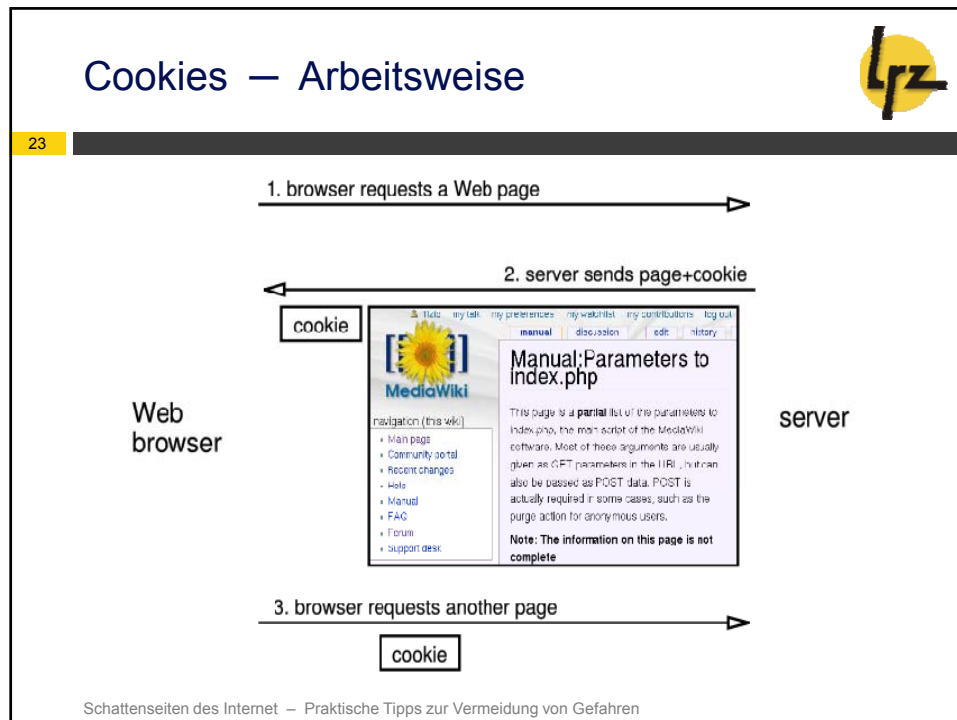 Cookies — Arbeitsweise
lrz
23
1. browser requests a Web page
2. server sends page+cookie
cookie
my talk my preferences my watchlist my contributions log out
manual discussion edit history
MediaWiki
Manual:Parameters to
index.php
This page is a partial list of the parameters to
index.php, the main script of the MediaWiki
software. Most of these arguments are usually
given as GET parameters in the URL, but can
also be passed as POST data. POST is
actually required in some cases, such as the
purge action for anonymous users.
Note: The information on this page is not
complete
navigation (this wiki)
Main page
Community portal
Recent changes
Help
Manual
FAQ
Forum
Support desk
Web
browser
server
3. browser requests another page
cookie
Schattenseiten des Internet – Praktische Tipps zur Vermeidung von Gefahren